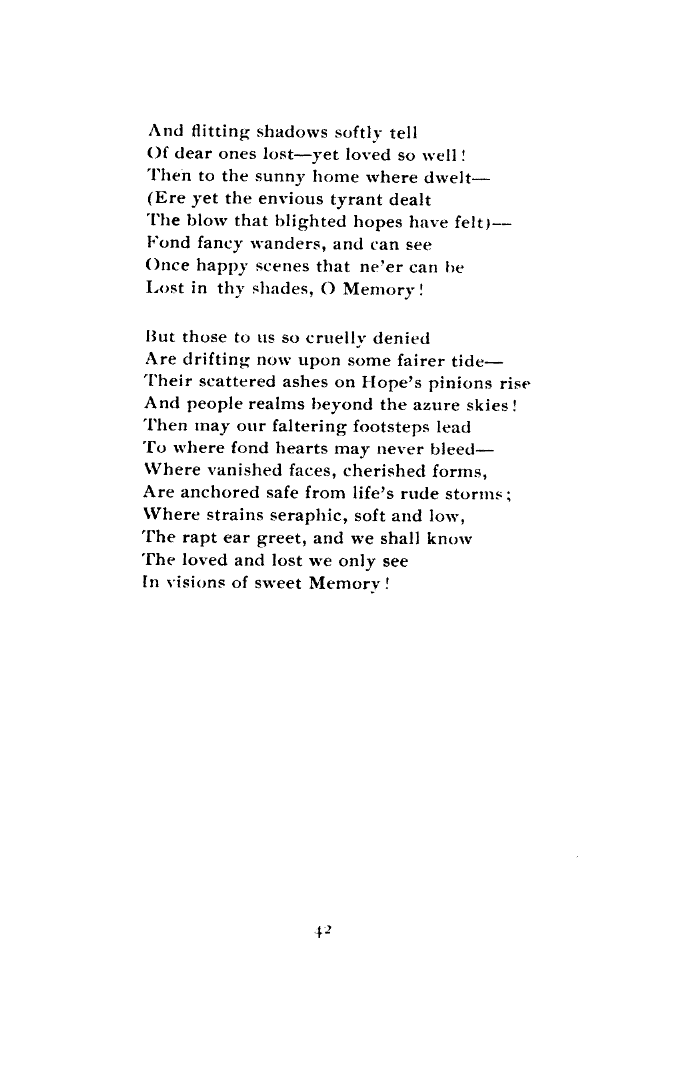 And flitting shadows softly tell
Of dear ones lost—yet loved so well!
Then to the sunny home where dwelt—
(Ere yet the envious tyrant dealt
The blow that blighted hopes have felt)—
Fond fancy wanders, and can see
Once happy scenes that ne'er can be
Lost in thy shades, O Memory!

But those to us so cruelly denied
Are drifting now upon some fairer tide—
Their scattered ashes on Hope's pinions rise
And people realms beyond the azure skies!
Then may our faltering footsteps lead
To where fond hearts may never bleed—
Where vanished faces, cherished forms,
Are anchored safe from life's rude storms;
Where strains seraphic, soft and low,
The rapt ear greet, and we shall know
The loved and lost we only see
In visions of sweet Memory!

42